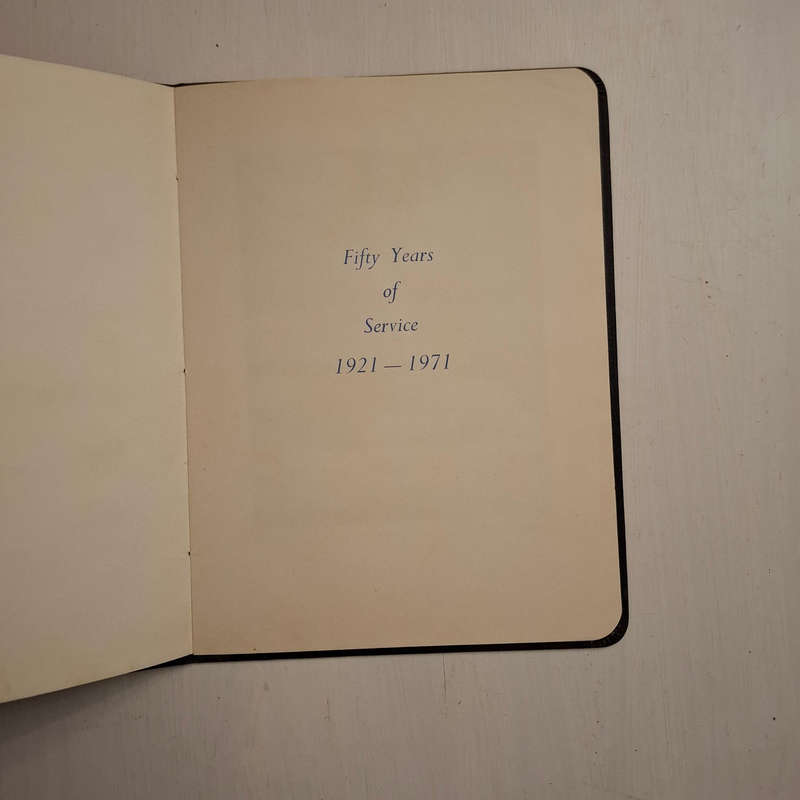 Fifty Years
of
Service
1921 — 1971